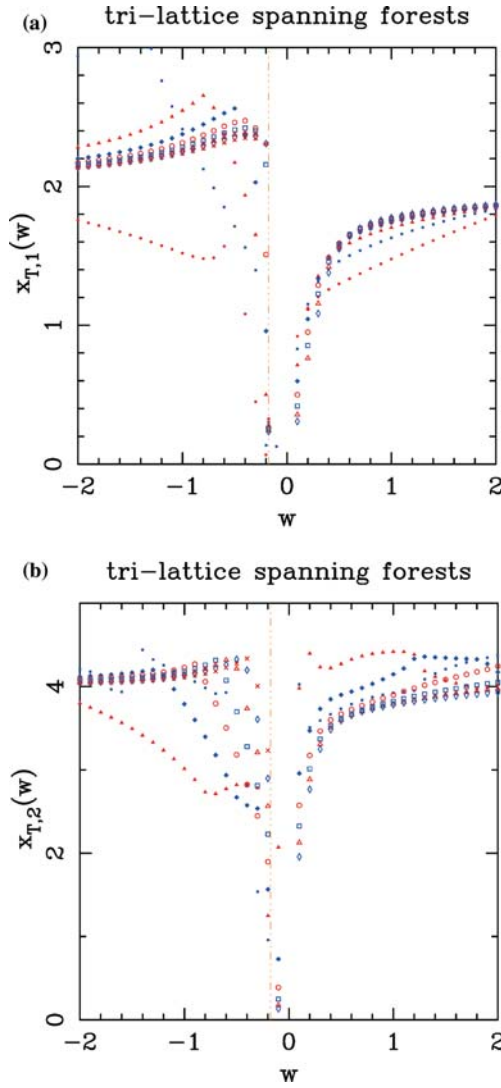 (a) tri-lattice spanning forests
3
2
1
0
x_{T,1}(w)
−2 −1 0 1 2
w
(b) tri-lattice spanning forests
4
2
0
x_{T,2}(w)
−2 −1 0 1 2
w